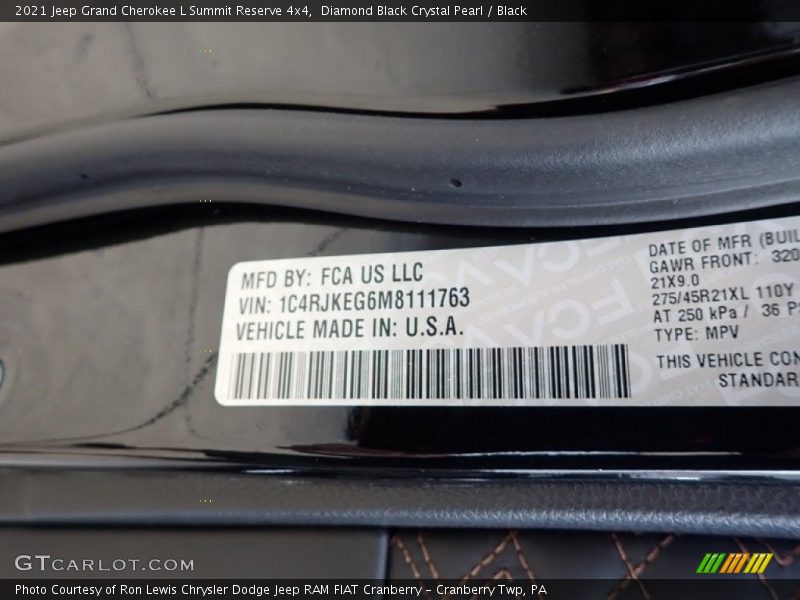 2021 Jeep Grand Cherokee L Summit Reserve 4x4,  Diamond Black Crystal Pearl / Black
MFD BY: FCA US LLC
VIN: 1C4RJKEG6M8111763
VEHICLE MADE IN: U.S.A.
DATE OF MFR (BUIL
GAWR FRONT: 320
21X9.0
275/45R21XL 110Y
AT 250 kPa / 36 PS
TYPE: MPV
THIS VEHICLE CON
STANDAR
GTCARLOT.COM
Photo Courtesy of Ron Lewis Chrysler Dodge Jeep RAM FIAT Cranberry – Cranberry Twp, PA